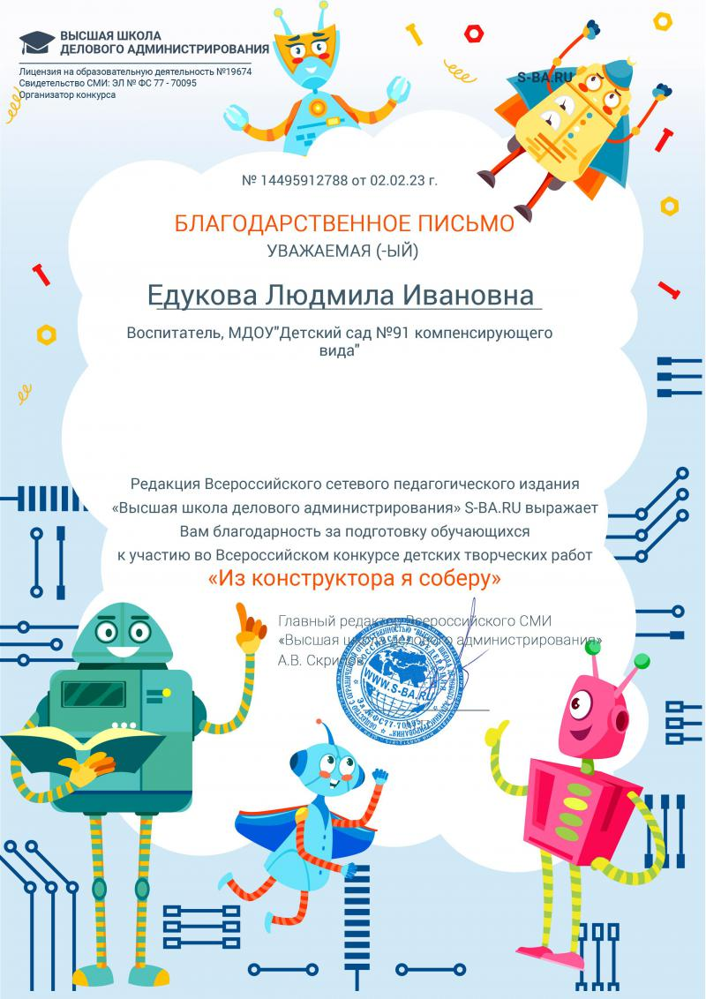 ВЫСШАЯ ШКОЛА
ДЕЛОВОГО АДМИНИСТРИРОВАНИЯ
Лицензия на образовательную деятельность №19674
Свидетельство СМИ: ЭЛ № ФС 77 - 70095
Организатор конкурса
S-BA.RU
№ 14495912788 от 02.02.23 г.
БЛАГОДАРСТВЕННОЕ ПИСЬМО
УВАЖАЕМАЯ (-ЫЙ)
Едукова Людмила Ивановна
Воспитатель, МДОУ"Детский сад №91 компенсирующего
вида"
Редакция Всероссийского сетевого педагогического издания
«Высшая школа делового администрирования» S-BA.RU выражает
Вам благодарность за подготовку обучающихся
к участию во Всероссийском конкурсе детских творческих работ
«Из конструктора я соберу»
Главный редактор Всероссийского СМИ
«Высшая школа делового администрирования»
А.В.
РОССИЙСКАЯ ФЕДЕРАЦИЯ
WWW.S-BA.RU